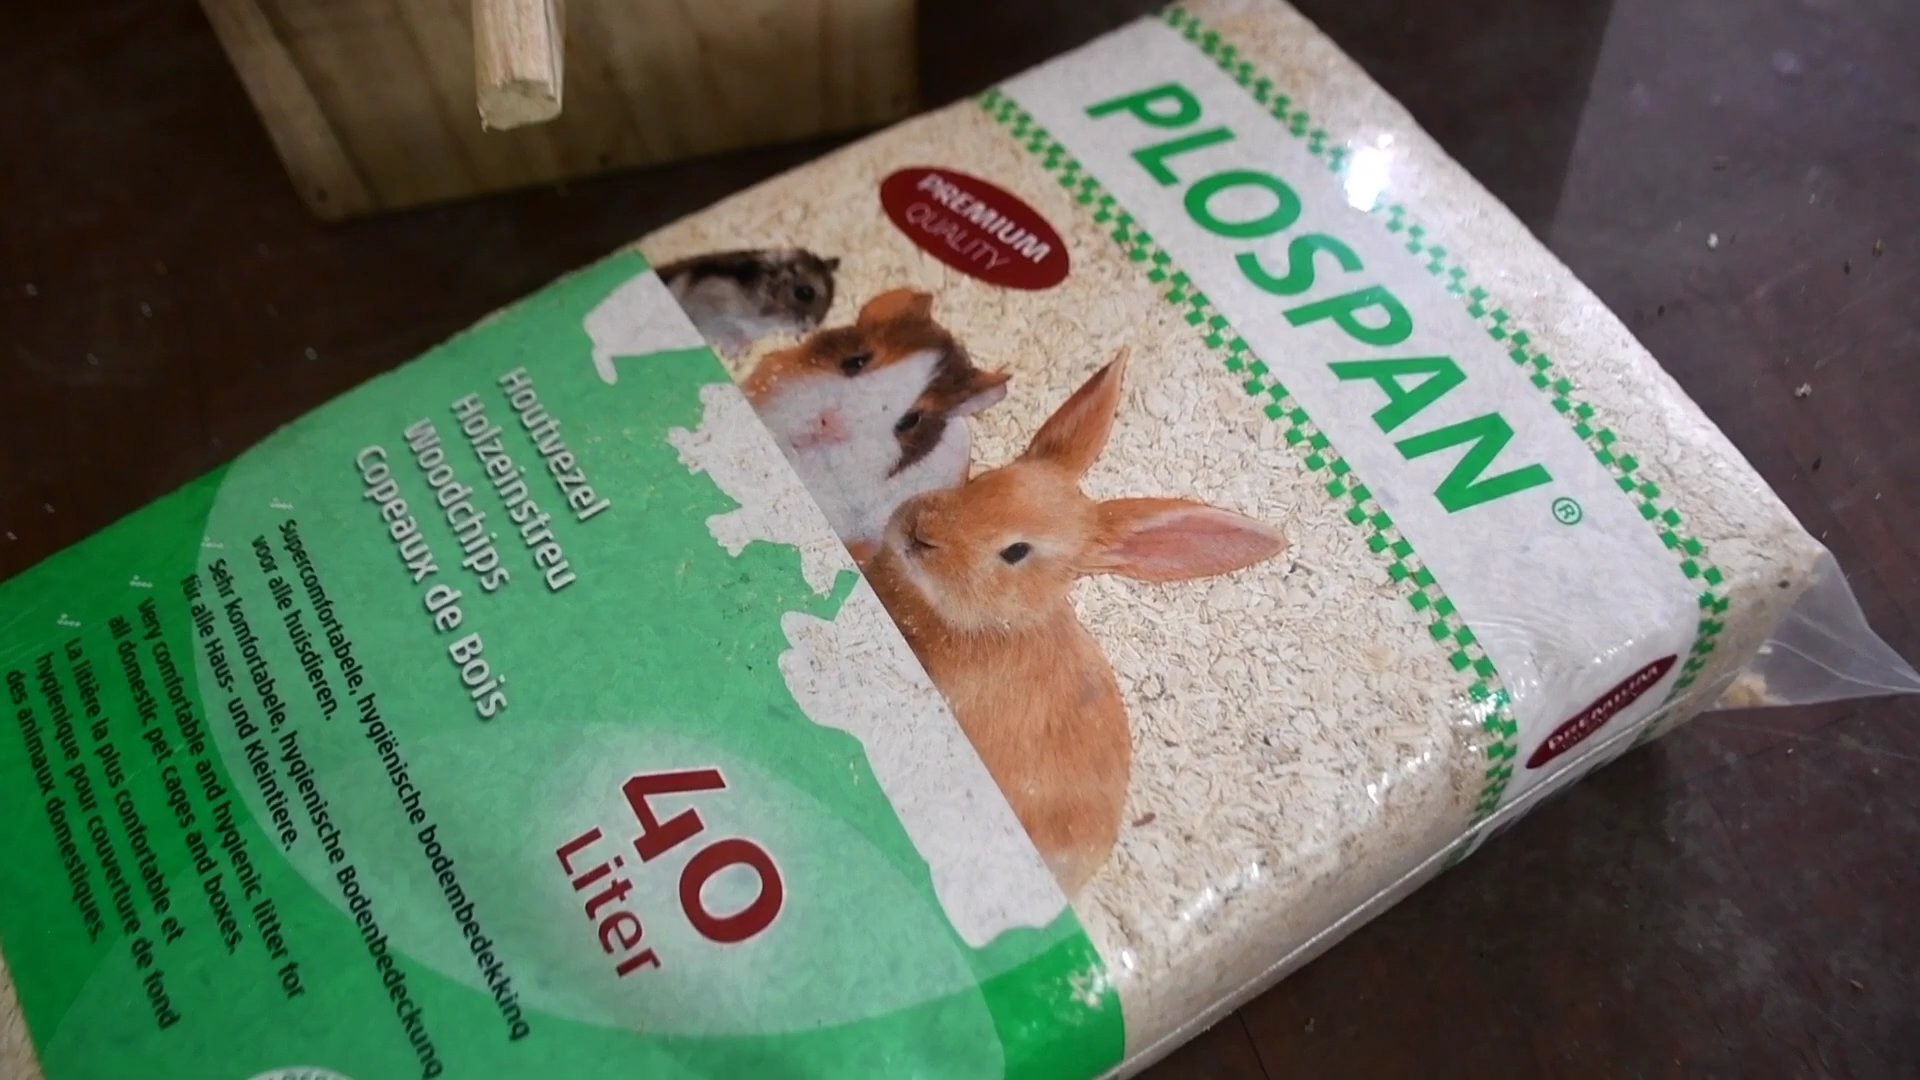 PLOSPAN®
PREMIUM
QUALITY
Houtvezel
Holzeinstreu
Woodchips
Copeaux de Bois
Supercomfortabele, hygiënische bodembedekking
voor alle huisdieren.
Sehr komfortabele, hygienische Bodenbedeckung
für alle Haus- und Kleintiere.
Very comfortable and hygienic litter for
all domestic pet cages and boxes.
La litière la plus confortable et
hygienique pour couverture de fond
des animaux domestiques.
40
Liter
PREMIUM